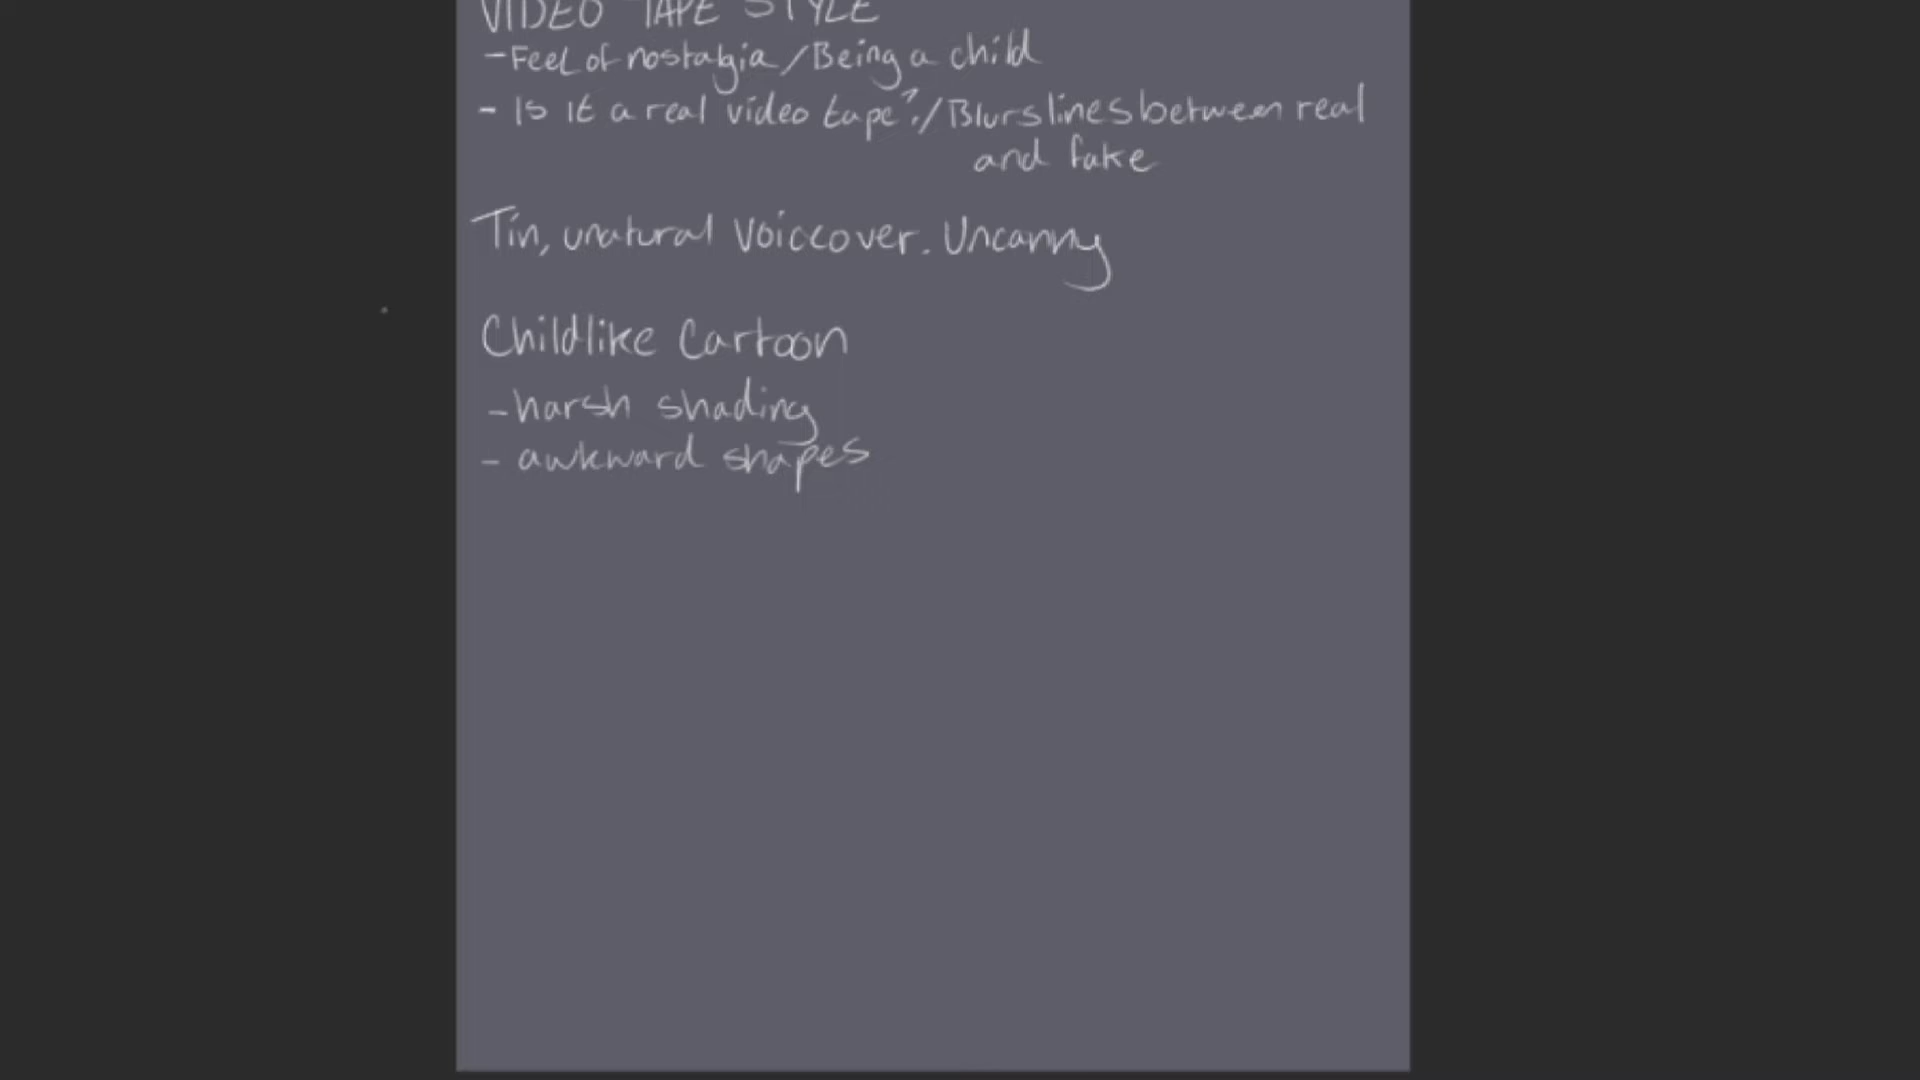 VIDEO TAPE STYLE
- Feel of nostalgia / Being a child
- Is it a real video tape? / Blurs lines between real
and fake
Tin, unatural Voiceover. Uncanny
Childlike Cartoon
- harsh shading
- awkward shapes